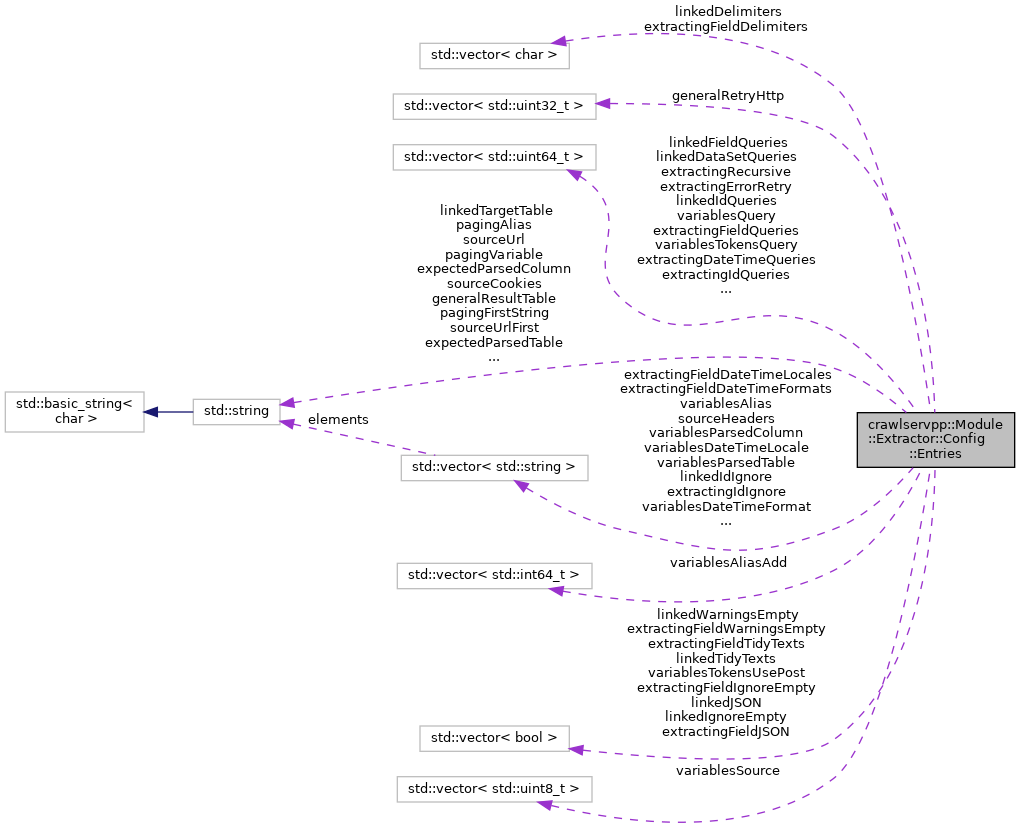 linkedDelimiters
extractingFieldDelimiters
std::vector< char >
generalRetryHttp
std::vector< std::uint32_t >
linkedFieldQueries
linkedDataSetQueries
extractingRecursive
extractingErrorRetry
linkedIdQueries
variablesQuery
extractingFieldQueries
variablesTokensQuery
extractingDateTimeQueries
extractingIdQueries
...
std::vector< std::uint64_t >
linkedTargetTable
pagingAlias
sourceUrl
pagingVariable
expectedParsedColumn
sourceCookies
generalResultTable
pagingFirstString
sourceUrlFirst
expectedParsedTable
...
std::basic_string<
char >
std::string
elements
std::vector< std::string >
extractingFieldDateTimeLocales
extractingFieldDateTimeFormats
variablesAlias
sourceHeaders
variablesParsedColumn
variablesDateTimeLocale
variablesParsedTable
linkedIdIgnore
extractingIdIgnore
variablesDateTimeFormat
...
crawlservpp::Module
::Extractor::Config
::Entries
variablesAliasAdd
std::vector< std::int64_t >
linkedWarningsEmpty
extractingFieldWarningsEmpty
extractingFieldTidyTexts
linkedTidyTexts
variablesTokensUsePost
extractingFieldIgnoreEmpty
linkedJSON
linkedIgnoreEmpty
extractingFieldJSON
std::vector< bool >
variablesSource
std::vector< std::uint8_t >